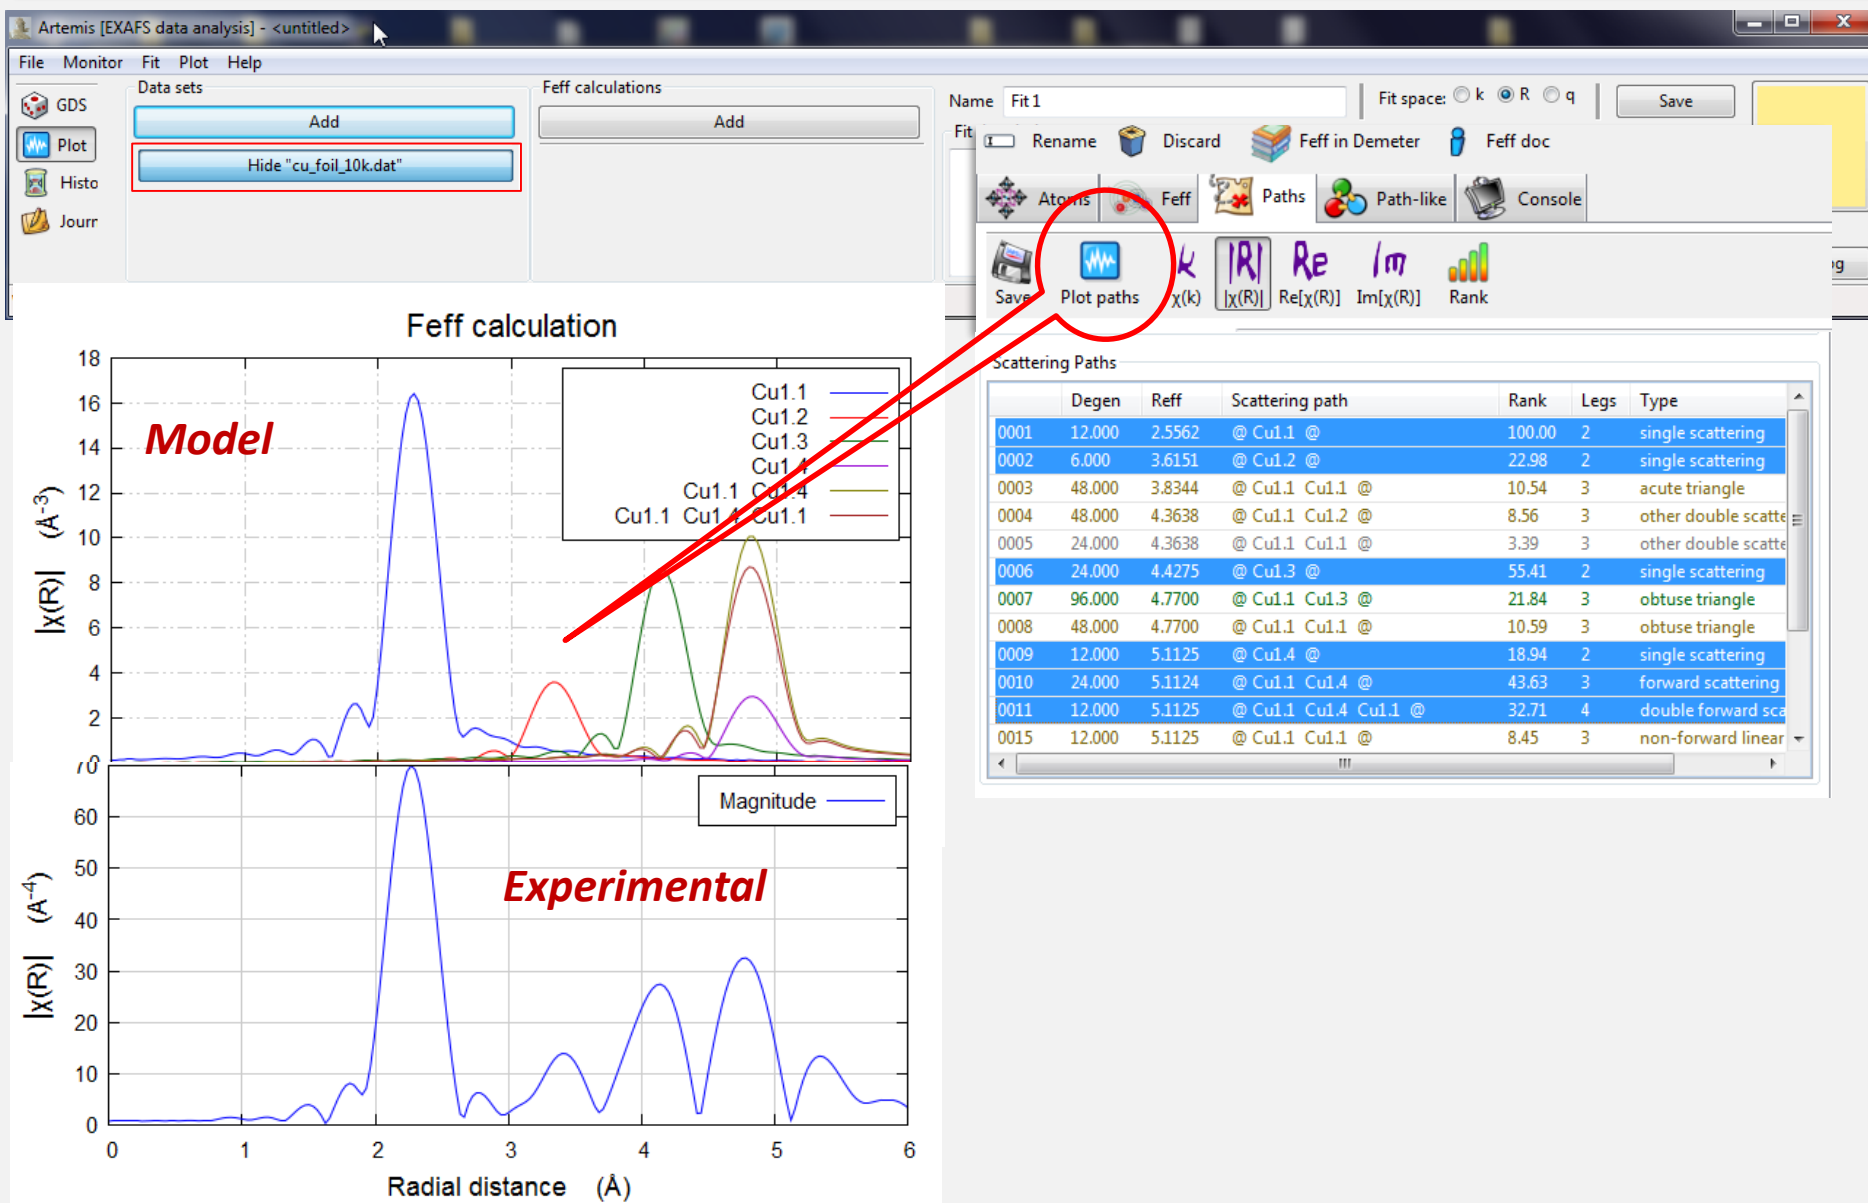 Artemis [EXAFS data analysis] - <untitled>
File Monitor Fit Plot Help
GDS
Plot
Histo
Journ
Data sets
Add
Hide "cu_foil_10k.dat"
Feff calculations
Add
Name Fit 1
Fit space: k R q
Save
Fit
Rename Discard Feff in Demeter Feff doc
Atoms Feff Paths Path-like Console
Save Plot paths χ(k) |χ(R)| Re[χ(R)] Im[χ(R)] Rank
k |R| Re Im
Feff calculation
18
16
14
12
10
8
6
4
2
|χ(R)| (Å-3)
Model
Cu1.1
Cu1.2
Cu1.3
Cu1.4
Cu1.1 Cu1.4
Cu1.1 Cu1.4 Cu1.1
Scattering Paths
Degen Reff Scattering path Rank Legs Type
0001 12.000 2.5562 @ Cu1.1 @ 100.00 2 single scattering
0002 6.000 3.6151 @ Cu1.2 @ 22.98 2 single scattering
0003 48.000 3.8344 @ Cu1.1 Cu1.1 @ 10.54 3 acute triangle
0004 48.000 4.3638 @ Cu1.1 Cu1.2 @ 8.56 3 other double scatte
0005 24.000 4.3638 @ Cu1.1 Cu1.1 @ 3.39 3 other double scatte
0006 24.000 4.4275 @ Cu1.3 @ 55.41 2 single scattering
0007 96.000 4.7700 @ Cu1.1 Cu1.3 @ 21.84 3 obtuse triangle
0008 48.000 4.7700 @ Cu1.1 Cu1.1 @ 10.59 3 obtuse triangle
0009 12.000 5.1125 @ Cu1.4 @ 18.94 2 single scattering
0010 24.000 5.1124 @ Cu1.1 Cu1.4 @ 43.63 3 forward scattering
0011 12.000 5.1125 @ Cu1.1 Cu1.4 Cu1.1 @ 32.71 4 double forward sca
0015 12.000 5.1125 @ Cu1.1 Cu1.1 @ 8.45 3 non-forward linear
70
60
50
40
30
20
10
0
|χ(R)| (A-4)
Magnitude
Experimental
0 1 2 3 4 5 6
Radial distance (Å)